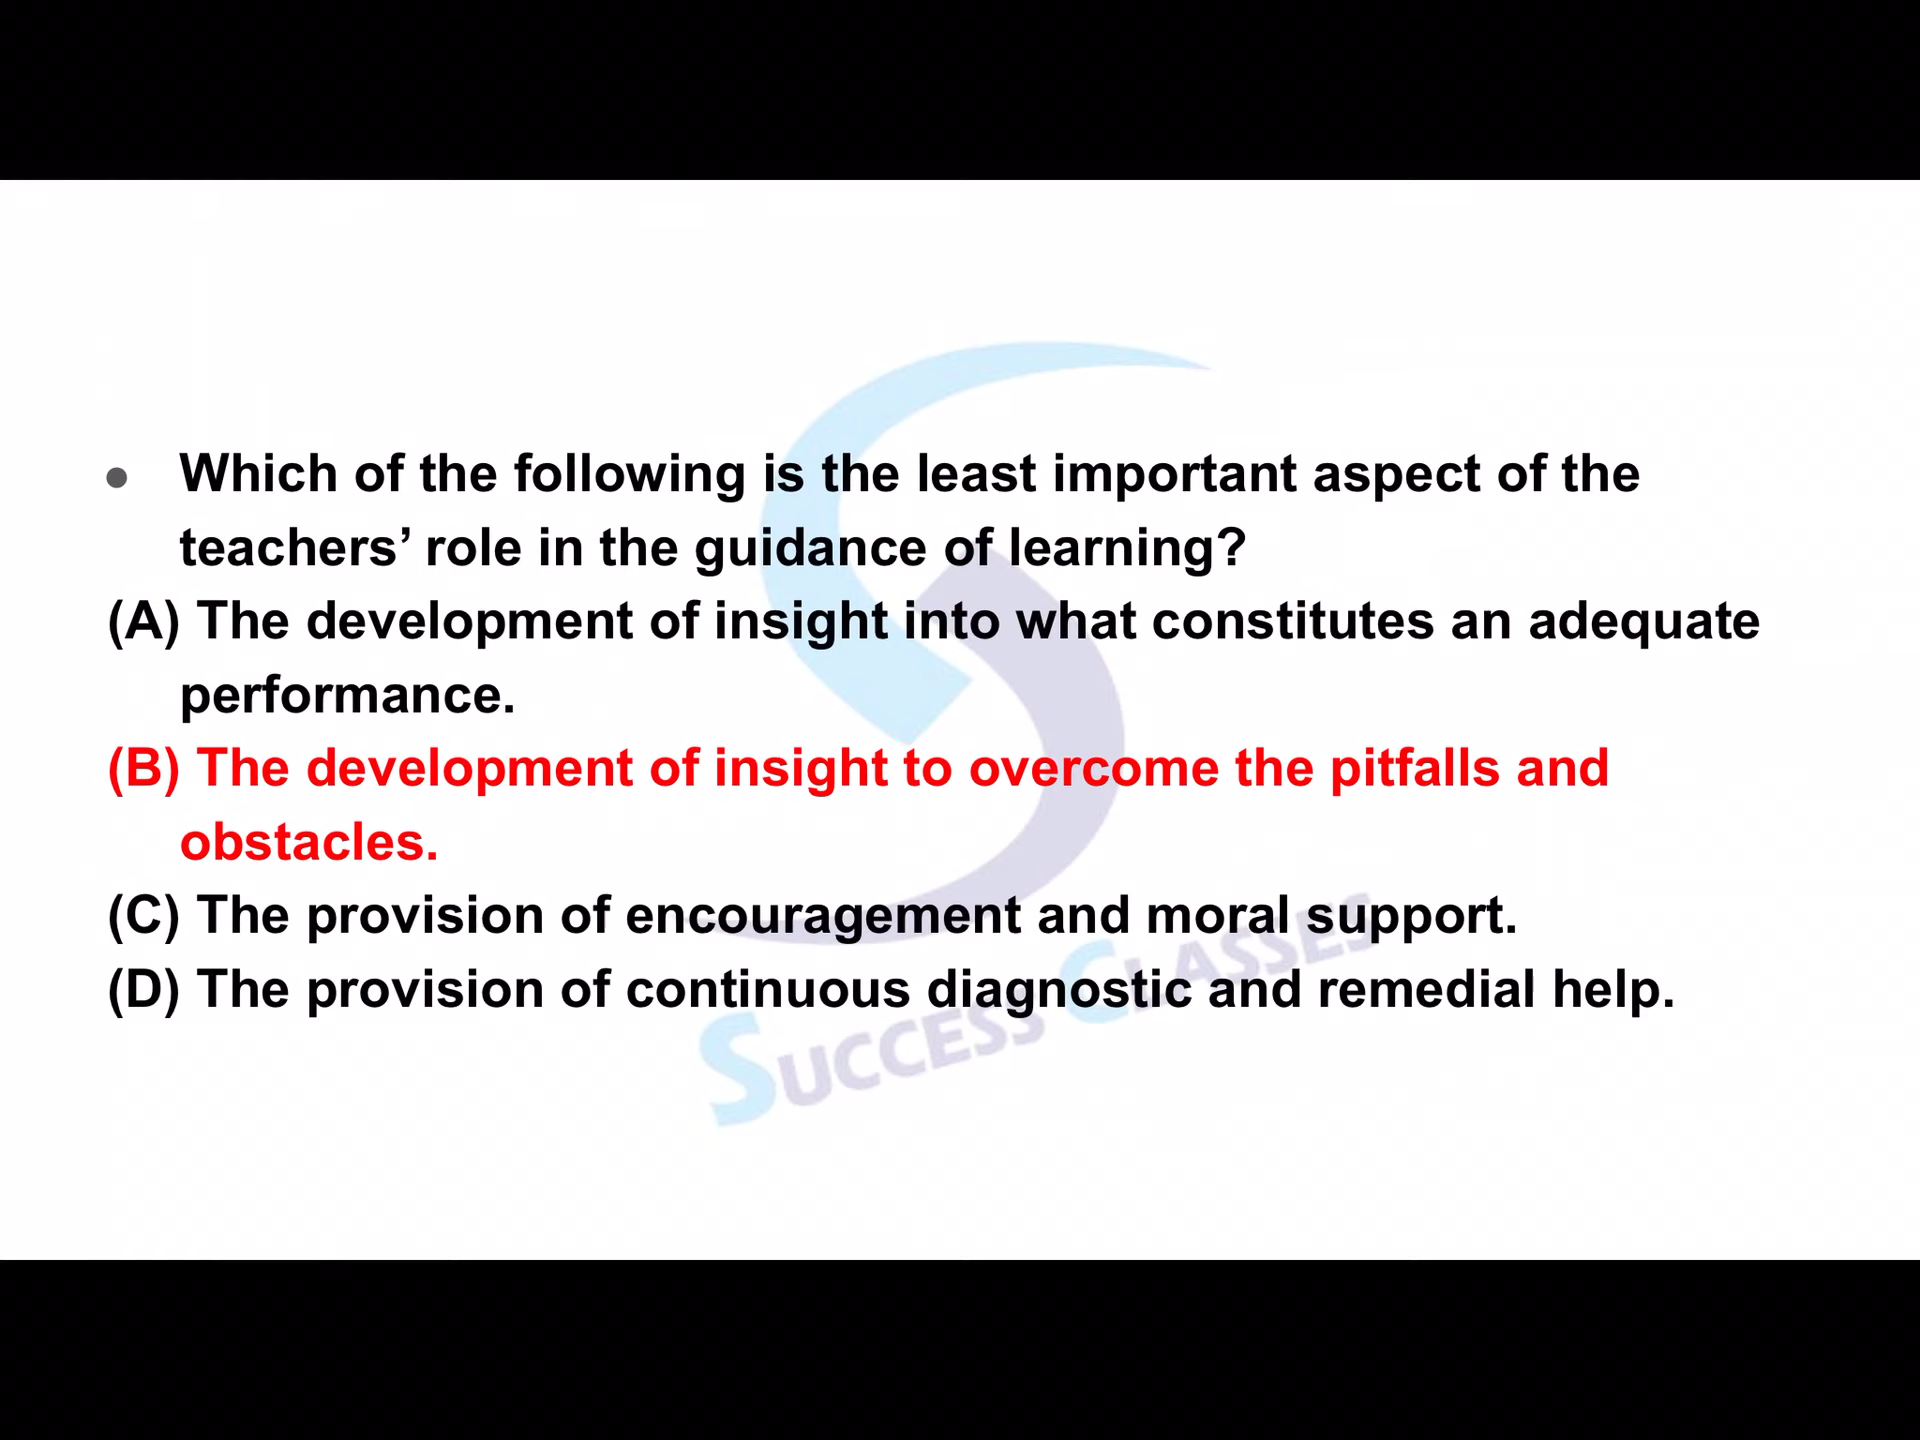 ● Which of the following is the least important aspect of the
teachers’ role in the guidance of learning?
(A) The development of insight into what constitutes an adequate
performance.
(B) The development of insight to overcome the pitfalls and
obstacles.
(C) The provision of encouragement and moral support.
(D) The provision of continuous diagnostic and remedial help.
SUCCESS CLASSES